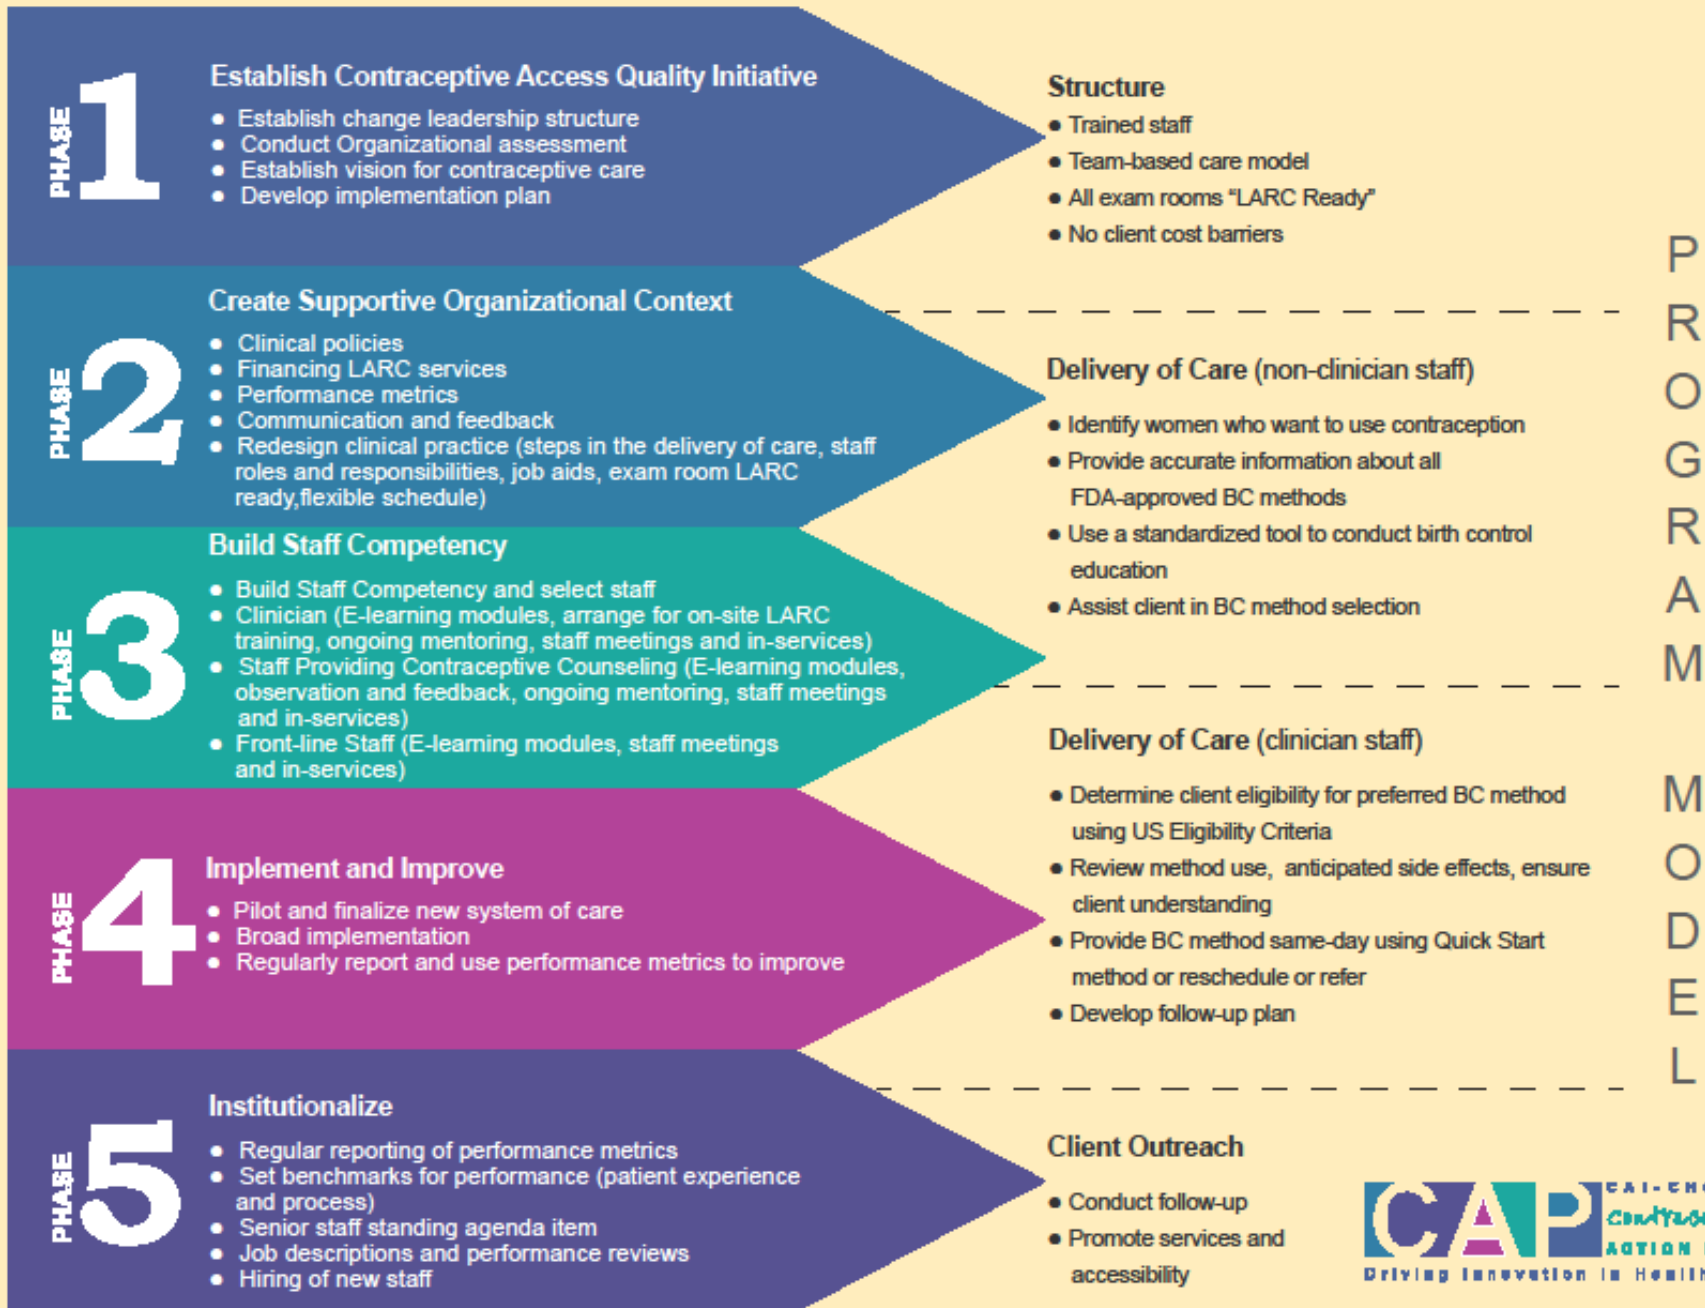 PHASE 1
Establish Contraceptive Access Quality Initiative
● Establish change leadership structure
● Conduct Organizational assessment
● Establish vision for contraceptive care
● Develop implementation plan
PHASE 2
Create Supportive Organizational Context
● Clinical policies
● Financing LARC services
● Performance metrics
● Communication and feedback
● Redesign clinical practice (steps in the delivery of care, staff
roles and responsibilities, job aids, exam room LARC
ready,flexible schedule)
PHASE 3
Build Staff Competency
● Build Staff Competency and select staff
● Clinician (E-learning modules, arrange for on-site LARC
training, ongoing mentoring, staff meetings and in-services)
● Staff Providing Contraceptive Counseling (E-learning modules,
observation and feedback, ongoing mentoring, staff meetings
and in-services)
● Front-line Staff (E-learning modules, staff meetings
and in-services)
PHASE 4
Implement and Improve
● Pilot and finalize new system of care
● Broad implementation
● Regularly report and use performance metrics to improve
PHASE 5
Institutionalize
● Regular reporting of performance metrics
● Set benchmarks for performance (patient experience
and process)
● Senior staff standing agenda item
● Job descriptions and performance reviews
● Hiring of new staff
Structure
● Trained staff
● Team-based care model
● All exam rooms “LARC Ready”
● No client cost barriers
Delivery of Care (non-clinician staff)
● Identify women who want to use contraception
● Provide accurate information about all
FDA-approved BC methods
● Use a standardized tool to conduct birth control
education
● Assist client in BC method selection
Delivery of Care (clinician staff)
● Determine client eligibility for preferred BC method
using US Eligibility Criteria
● Review method use, anticipated side effects, ensure
client understanding
● Provide BC method same-day using Quick Start
method or reschedule or refer
● Develop follow-up plan
Client Outreach
● Conduct follow-up
● Promote services and
accessibility
PROGRAM MODEL
CAP
ACTION
Driving Innovation in Health